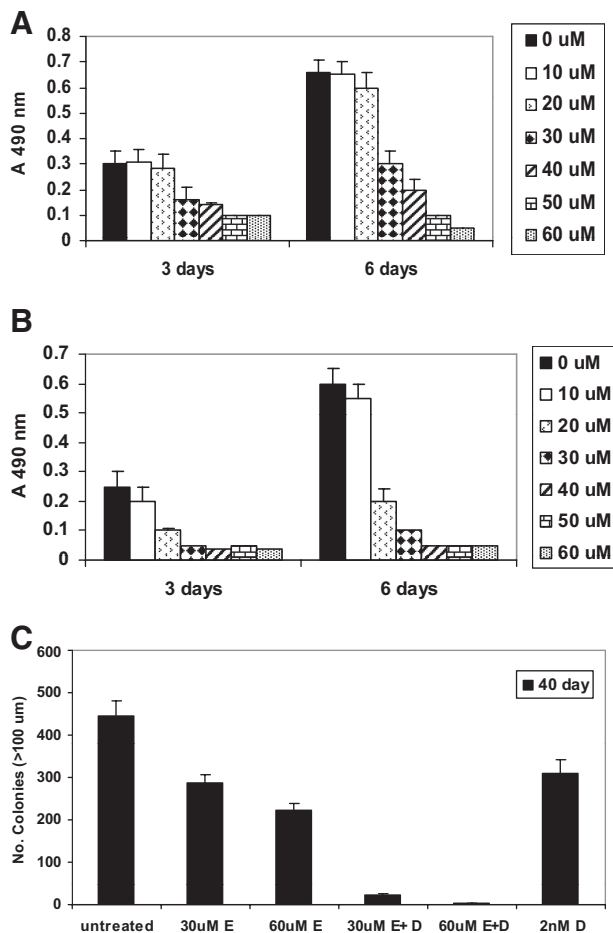 A
0.8
0.7
0.6
0.5
0.4
0.3
0.2
0.1
0
A 490 nm
3 days
6 days
0 uM
10 uM
20 uM
30 uM
40 uM
50 uM
60 uM
B
0.7
0.6
0.5
0.4
0.3
0.2
0.1
0
A 490 nm
3 days
6 days
0 uM
10 uM
20 uM
30 uM
40 uM
50 uM
60 uM
C
600
500
400
300
200
100
0
No. Colonies (>100 um)
40 day
untreated 30uM E 60uM E 30uM E+ D 60uM E+D 2nM D